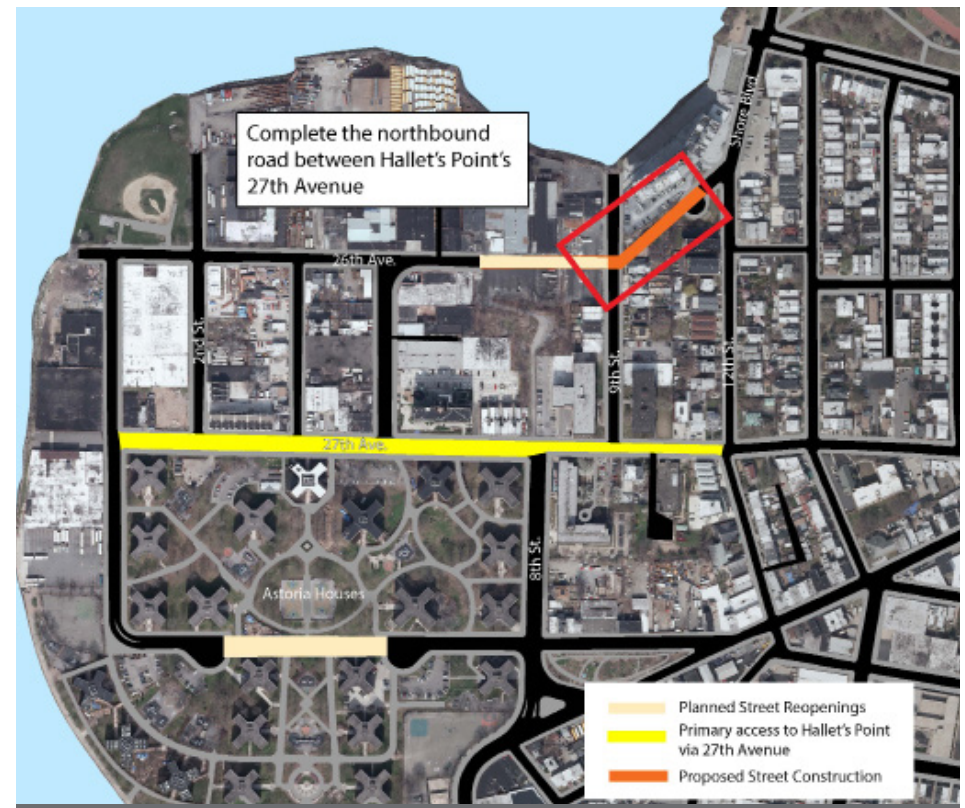 Shore Blvd
Complete the northbound
road between Hallet's Point's
27th Avenue
26th Ave.
2nd St.
9th St.
12th St.
27th Ave.
8th St.
Astoria Houses
Planned Street Reopenings
Primary access to Hallet's Point
via 27th Avenue
Proposed Street Construction